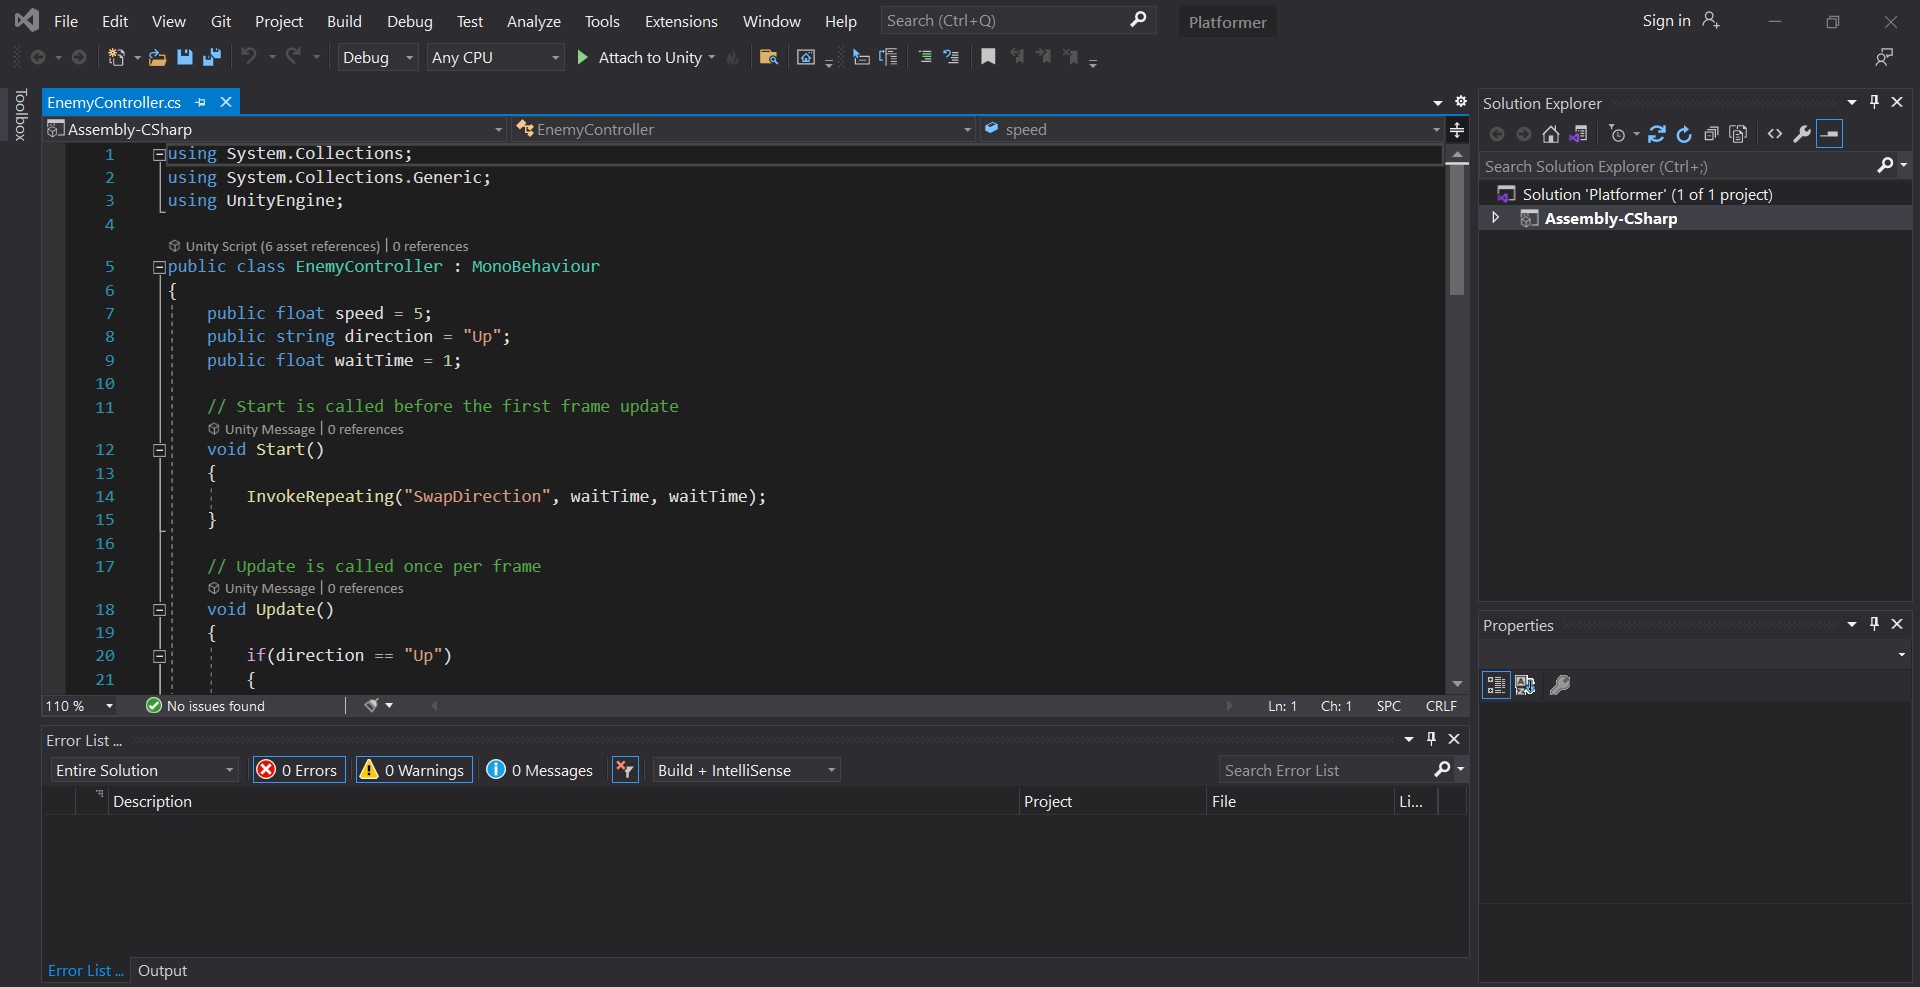 File Edit View Git Project Build Debug Test Analyze Tools Extensions Window Help Search (Ctrl+Q) Platformer Sign in
Debug Any CPU Attach to Unity
Toolbox
EnemyController.cs
Assembly-CSharp EnemyController speed
1 using System.Collections;
2 using System.Collections.Generic;
3 using UnityEngine;
4
Unity Script (6 asset references) | 0 references
5 public class EnemyController : MonoBehaviour
6 {
7 public float speed = 5;
8 public string direction = "Up";
9 public float waitTime = 1;
10
11 // Start is called before the first frame update
Unity Message | 0 references
12 void Start()
13 {
14 InvokeRepeating("SwapDirection", waitTime, waitTime);
15 }
16
17 // Update is called once per frame
Unity Message | 0 references
18 void Update()
19 {
20 if(direction == "Up")
21 {
110 % No issues found Ln: 1 Ch: 1 SPC CRLF
Error List ...
Entire Solution 0 Errors 0 Warnings 0 Messages Build + IntelliSense Search Error List
Description Project File Li...
Error List ... Output
Solution Explorer
Search Solution Explorer (Ctrl+;)
Solution 'Platformer' (1 of 1 project)
Assembly-CSharp
Properties